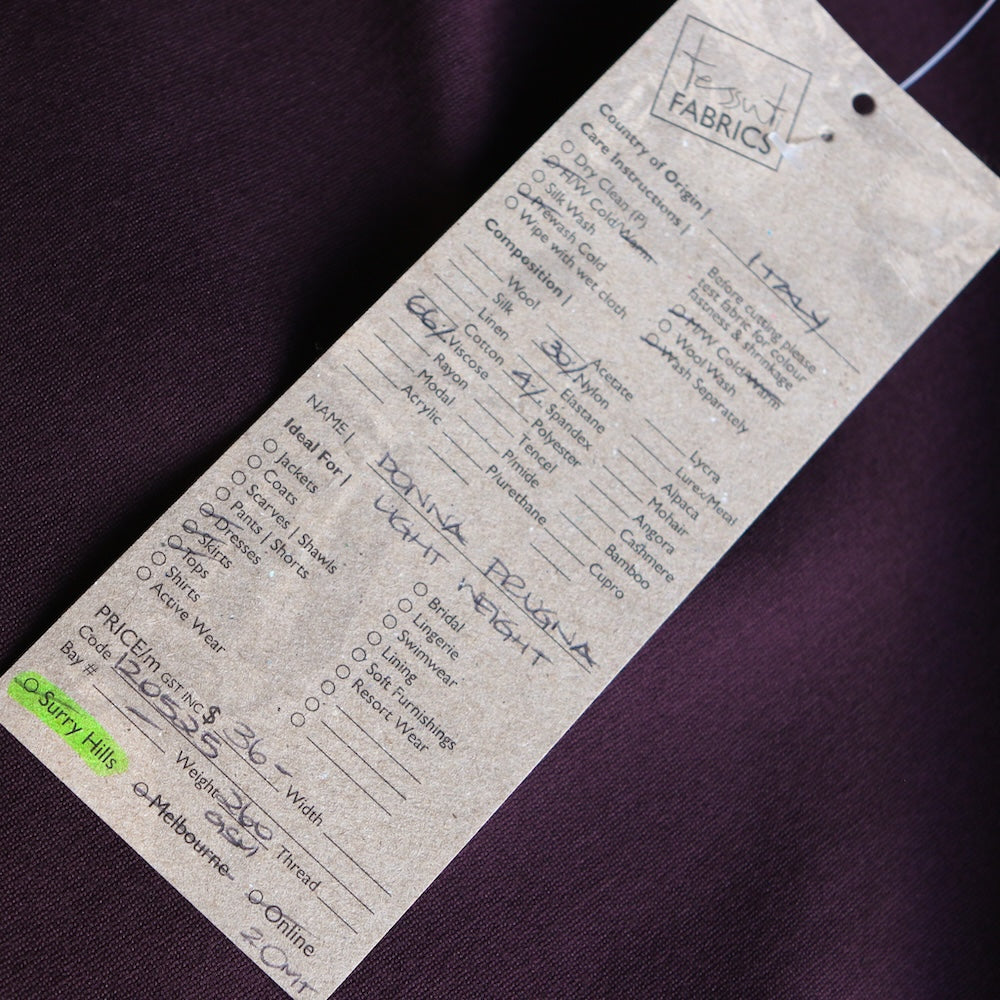 Tessuti
FABRICS
Country of Origin | ITALY
Care Instructions |
Dry Clean (P)
H/W Cold/Warm
Silk Wash
Prewash Cold
Wipe with wet cloth
Before cutting please
test fabric for colour
fastness & shrinkage
M/W Cold/Warm
Wool Wash
Wash Separately
Composition |
Wool
Silk
Linen
Cotton
66% Viscose
Rayon
Modal
Acrylic
Acetate
30% Nylon
Elastane
4% Spandex
Polyester
Tencel
P/mide
P/urethane
Lycra
Lurex/Metal
Alpaca
Mohair
Angora
Cashmere
Bamboo
Cupro
NAME | DONNA PRUGNA
LIGHT WEIGHT
Ideal For |
Jackets
Coats
Scarves | Shawls
Pants | Shorts
Dresses
Skirts
Tops
Shirts
Active Wear
Bridal
Lingerie
Swimwear
Lining
Soft Furnishings
Resort Wear
PRICE/m GST INC $ 36-
Code 120525 Width
Bay # Weight 260 gsm Thread
Surry Hills Melbourne Online
20MT